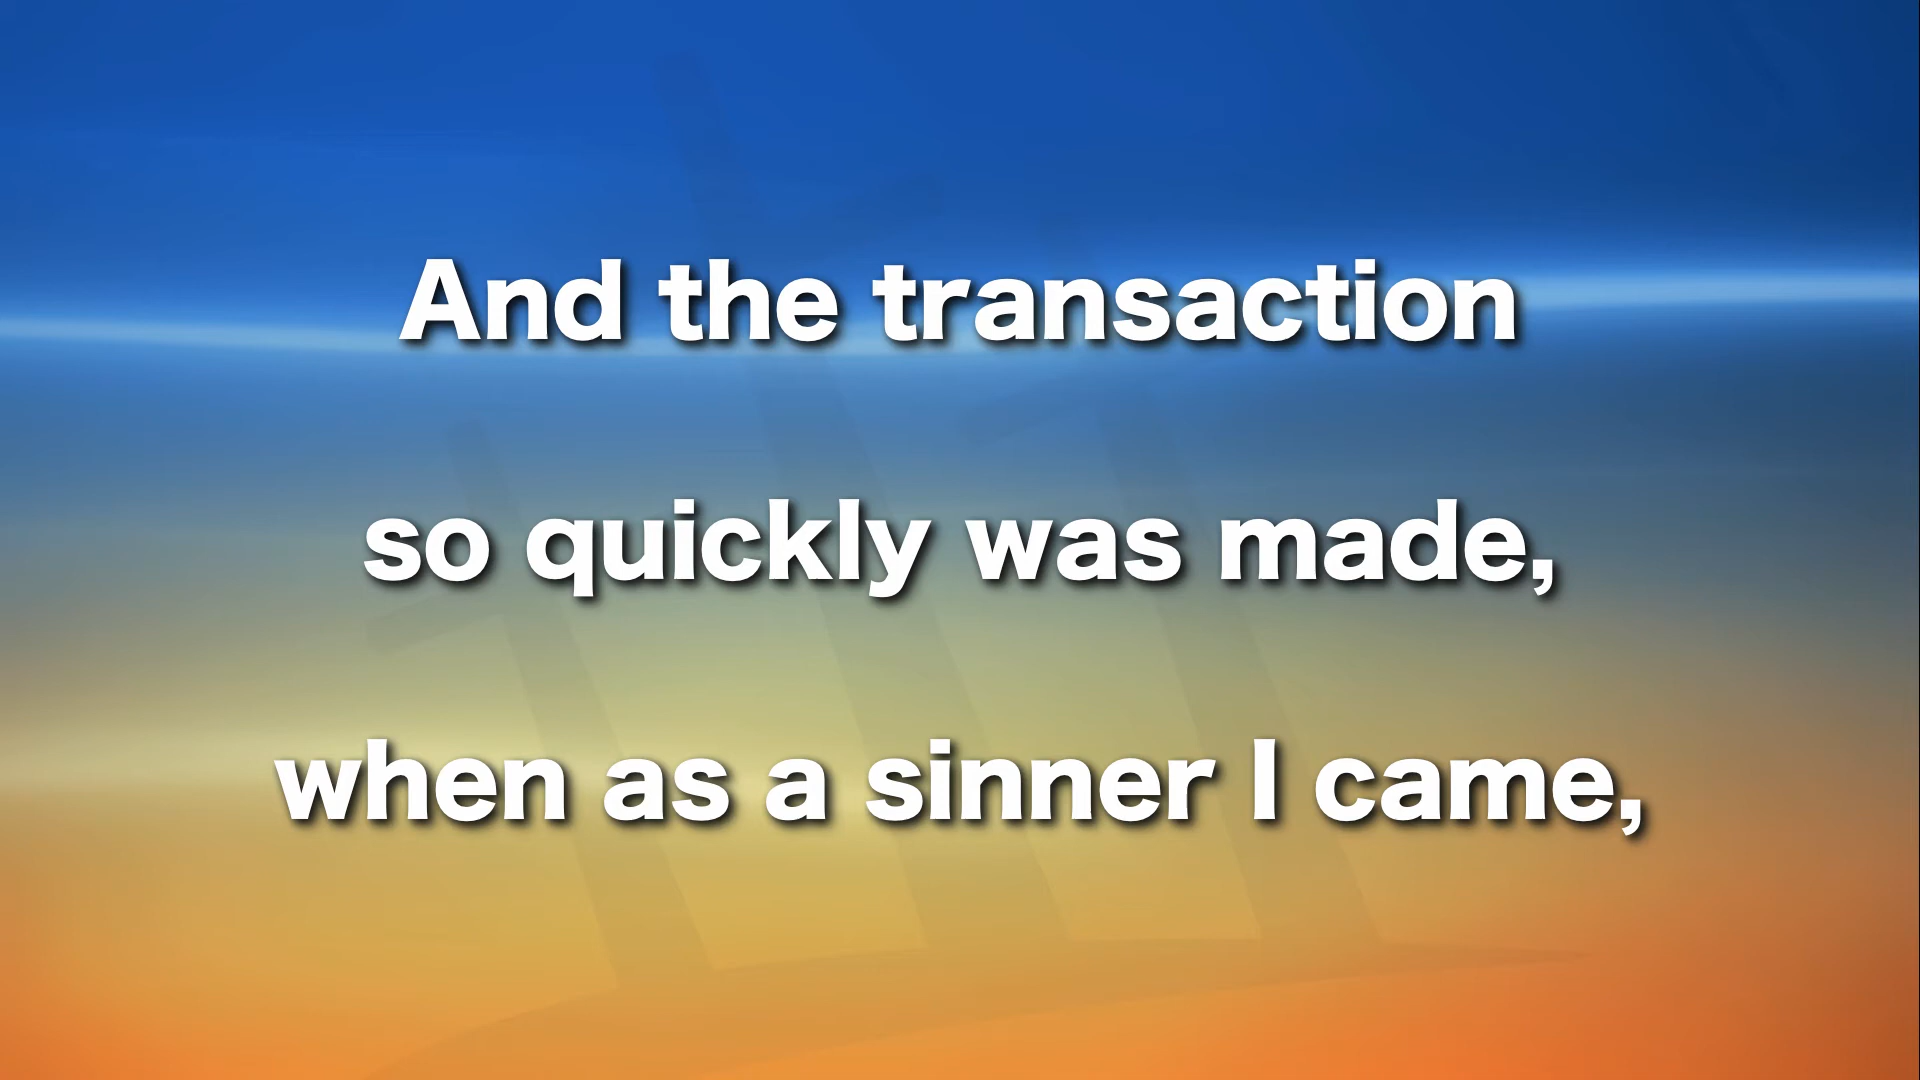 And the transaction
so quickly was made,
when as a sinner I came,